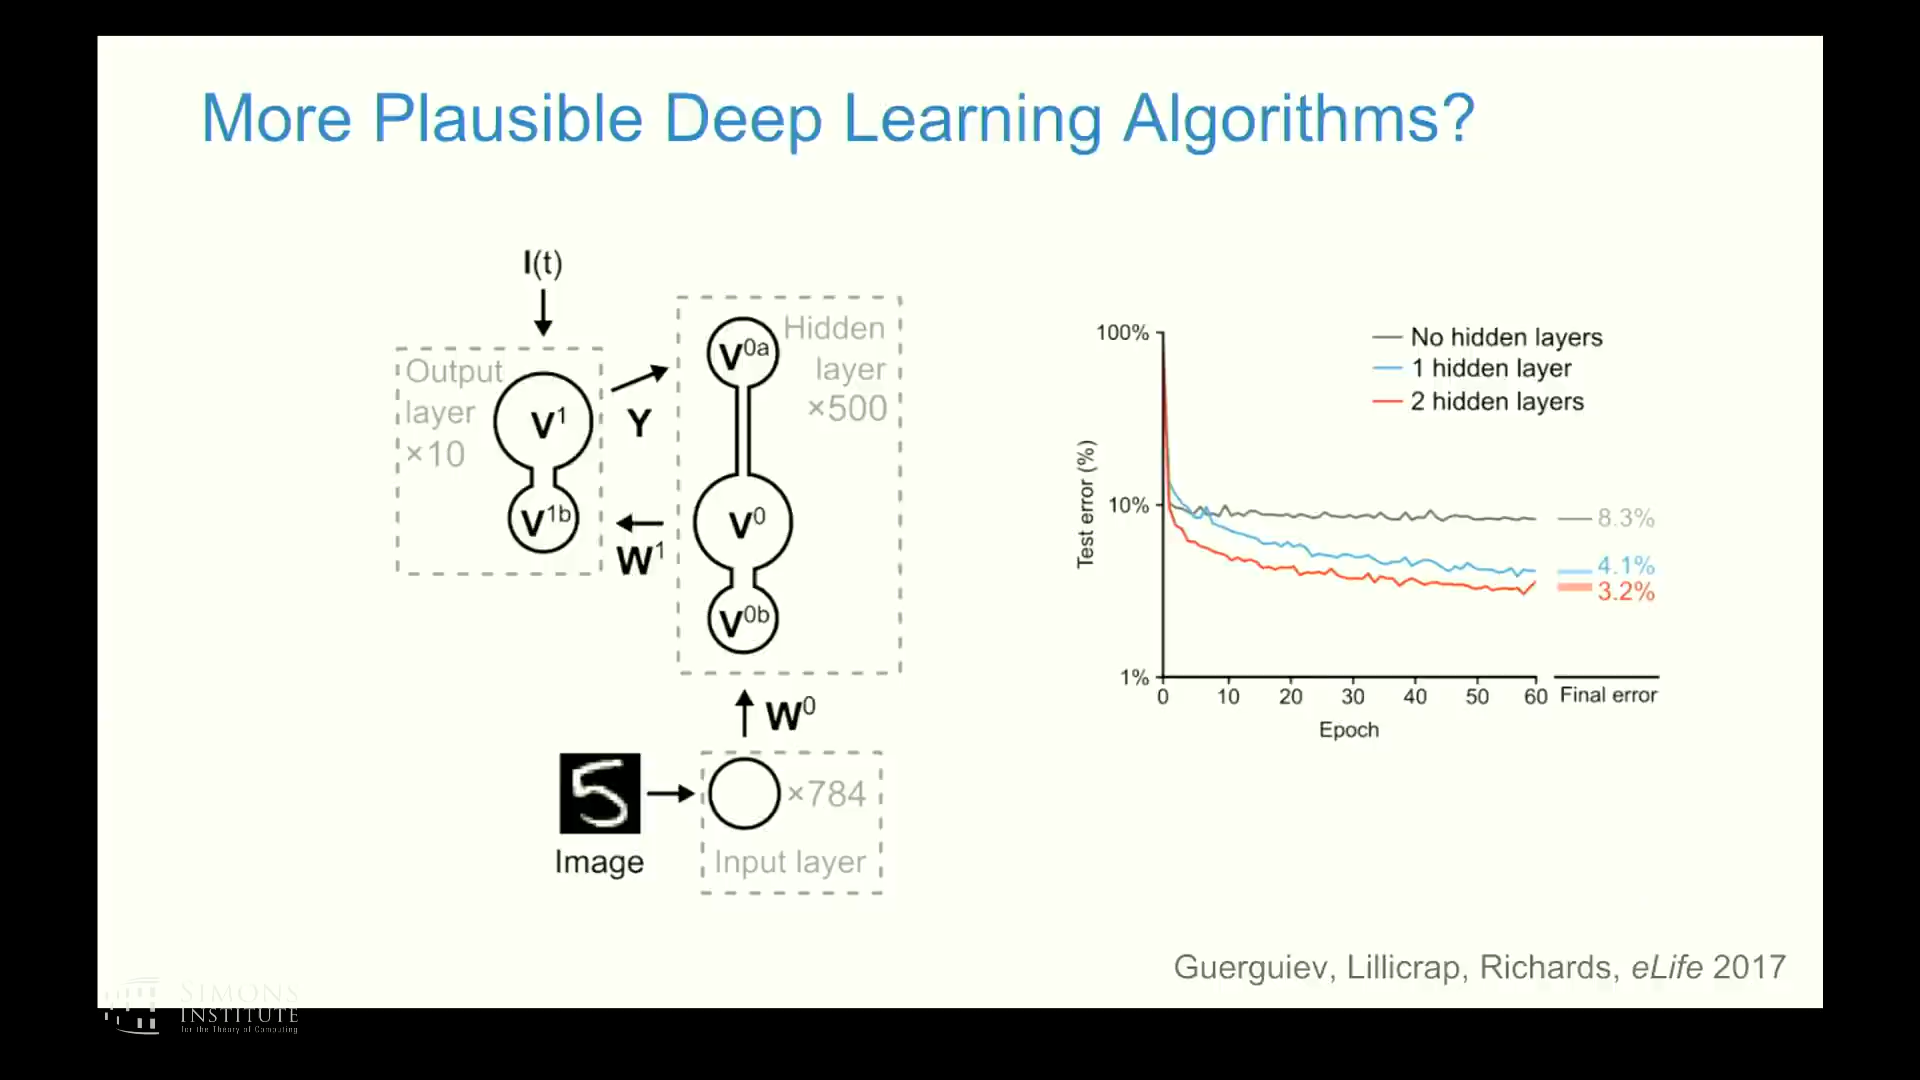 More Plausible Deep Learning Algorithms?
I(t)
Output
layer
×10
V1
V1b
Y
W1
V0a
Hidden
layer
×500
V0
V0b
W0
5
Image
×784
Input layer
No hidden layers
1 hidden layer
2 hidden layers
Test error (%)
100%
10%
1%
0 10 20 30 40 50 60 Final error
Epoch
8.3%
4.1%
3.2%
Guerguiev, Lillicrap, Richards, eLife 2017
SIMONS
INSTITUTE
for the Theory of Computing